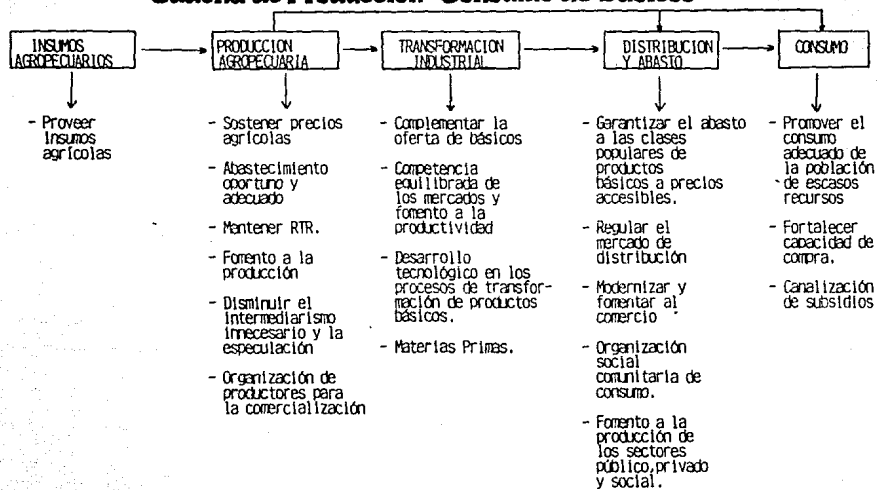 INSUMOS
AGROPECUARIOS
PRODUCCION
AGROPECUARIA
TRANSFORMACION
INDUSTRIAL
DISTRIBUCION
Y ABASTO
CONSUMO
- Proveer
insumos
agrícolas
- Sostener precios
agrícolas
- Abastecimiento
oportuno y
adecuado
- Mantener RTR.
- Fomento a la
producción
- Disminuir el
intermediarismo
innecesario y la
especulación
- Organización de
productores para
la comercialización
- Complementar la
oferta de básicos
- Competencia
equilibrada de
los mercados y
fomento a la
productividad
- Desarrollo
tecnológico en los
procesos de transfor-
mación de productos
básicos.
- Materias Primas.
- Garantizar el abasto
a las clases
populares de
productos
básicos a precios
accesibles.
- Regular el
mercado de
distribución
- Modernizar y
fomentar al
comercio
- Organización
social
comunitaria de
consumo.
- Fomento a la
producción de
los sectores
público,privado
y social.
- Promover el
consumo
adecuado de
la población
de escasos
recursos
- Fortalecer
capacidad de
compra.
- Canalización
de subsidios